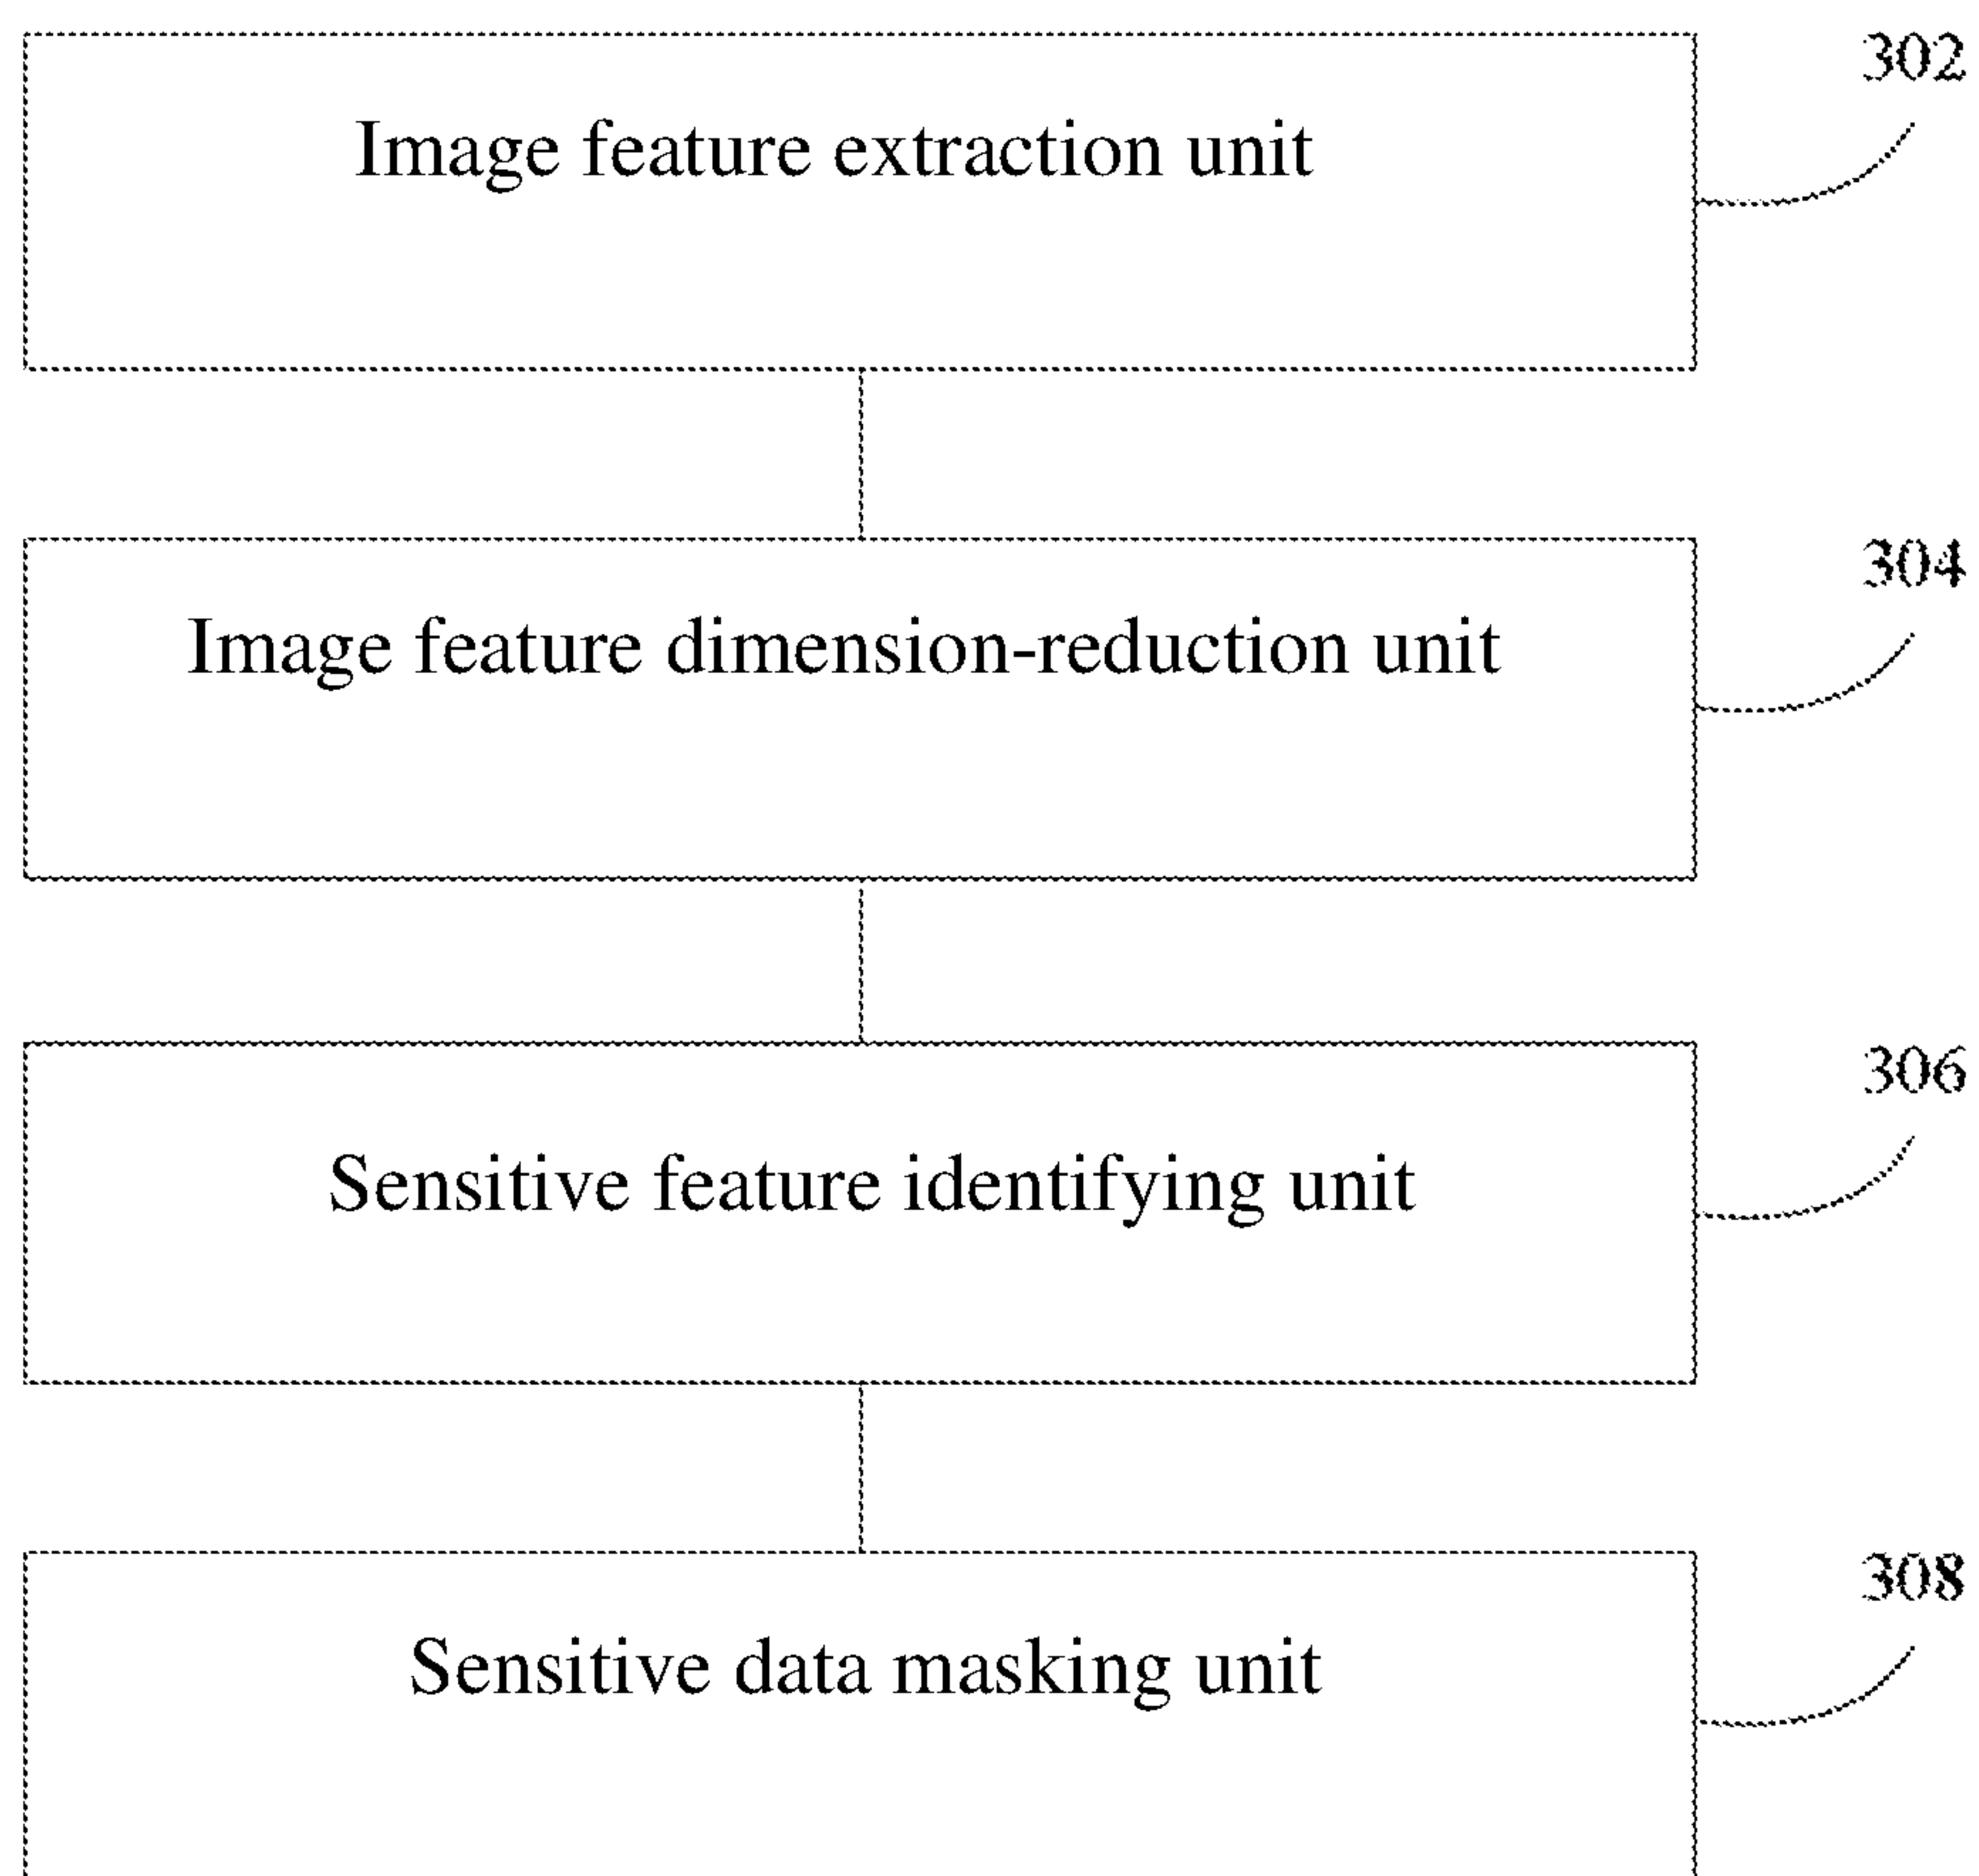 302
Image feature extraction unit
304
Image feature dimension-reduction unit
306
Sensitive feature identifying unit
308
Sensitive data masking unit